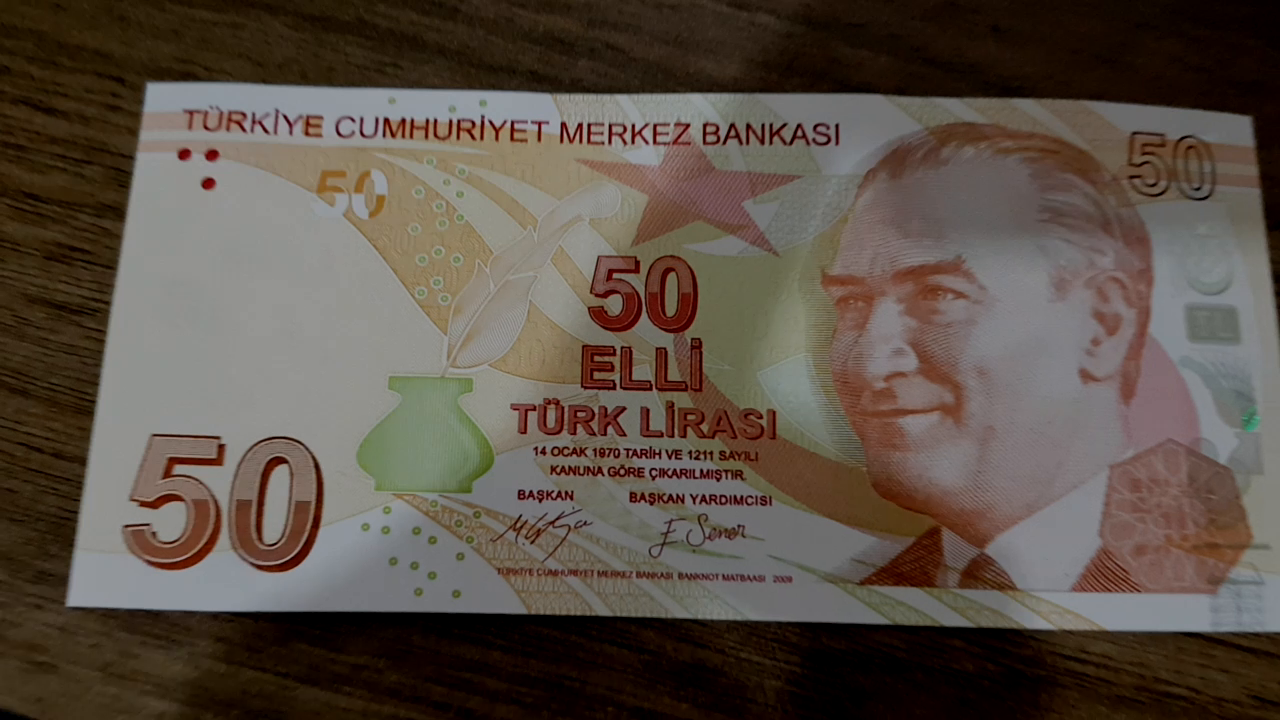 TÜRKİYE CUMHURİYET MERKEZ BANKASI
50
50
50
ELLİ
TÜRK LİRASI
14 OCAK 1970 TARİH VE 1211 SAYILI
KANUNA GÖRE ÇIKARILMIŞTIR.
BAŞKAN BAŞKAN YARDIMCISI
E. Şener
50
TÜRKİYE CUMHURİYET MERKEZ BANKASI BANKNOT MATBAASI 2009
TL